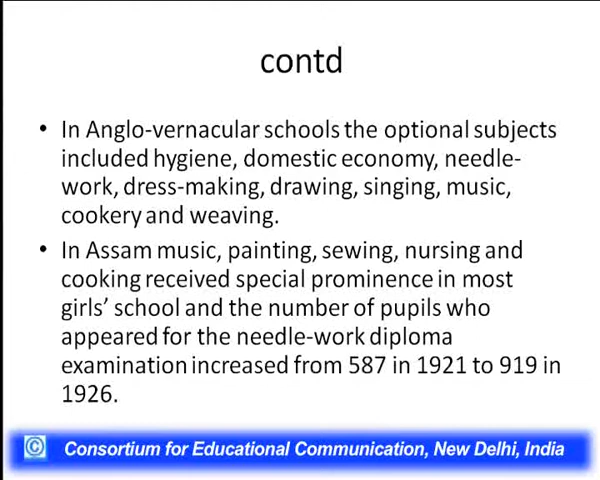 contd
• In Anglo-vernacular schools the optional subjects
included hygiene, domestic economy, needle-
work, dress-making, drawing, singing, music,
cookery and weaving.
• In Assam music, painting, sewing, nursing and
cooking received special prominence in most
girls’ school and the number of pupils who
appeared for the needle-work diploma
examination increased from 587 in 1921 to 919 in
1926.
© Consortium for Educational Communication, New Delhi, India